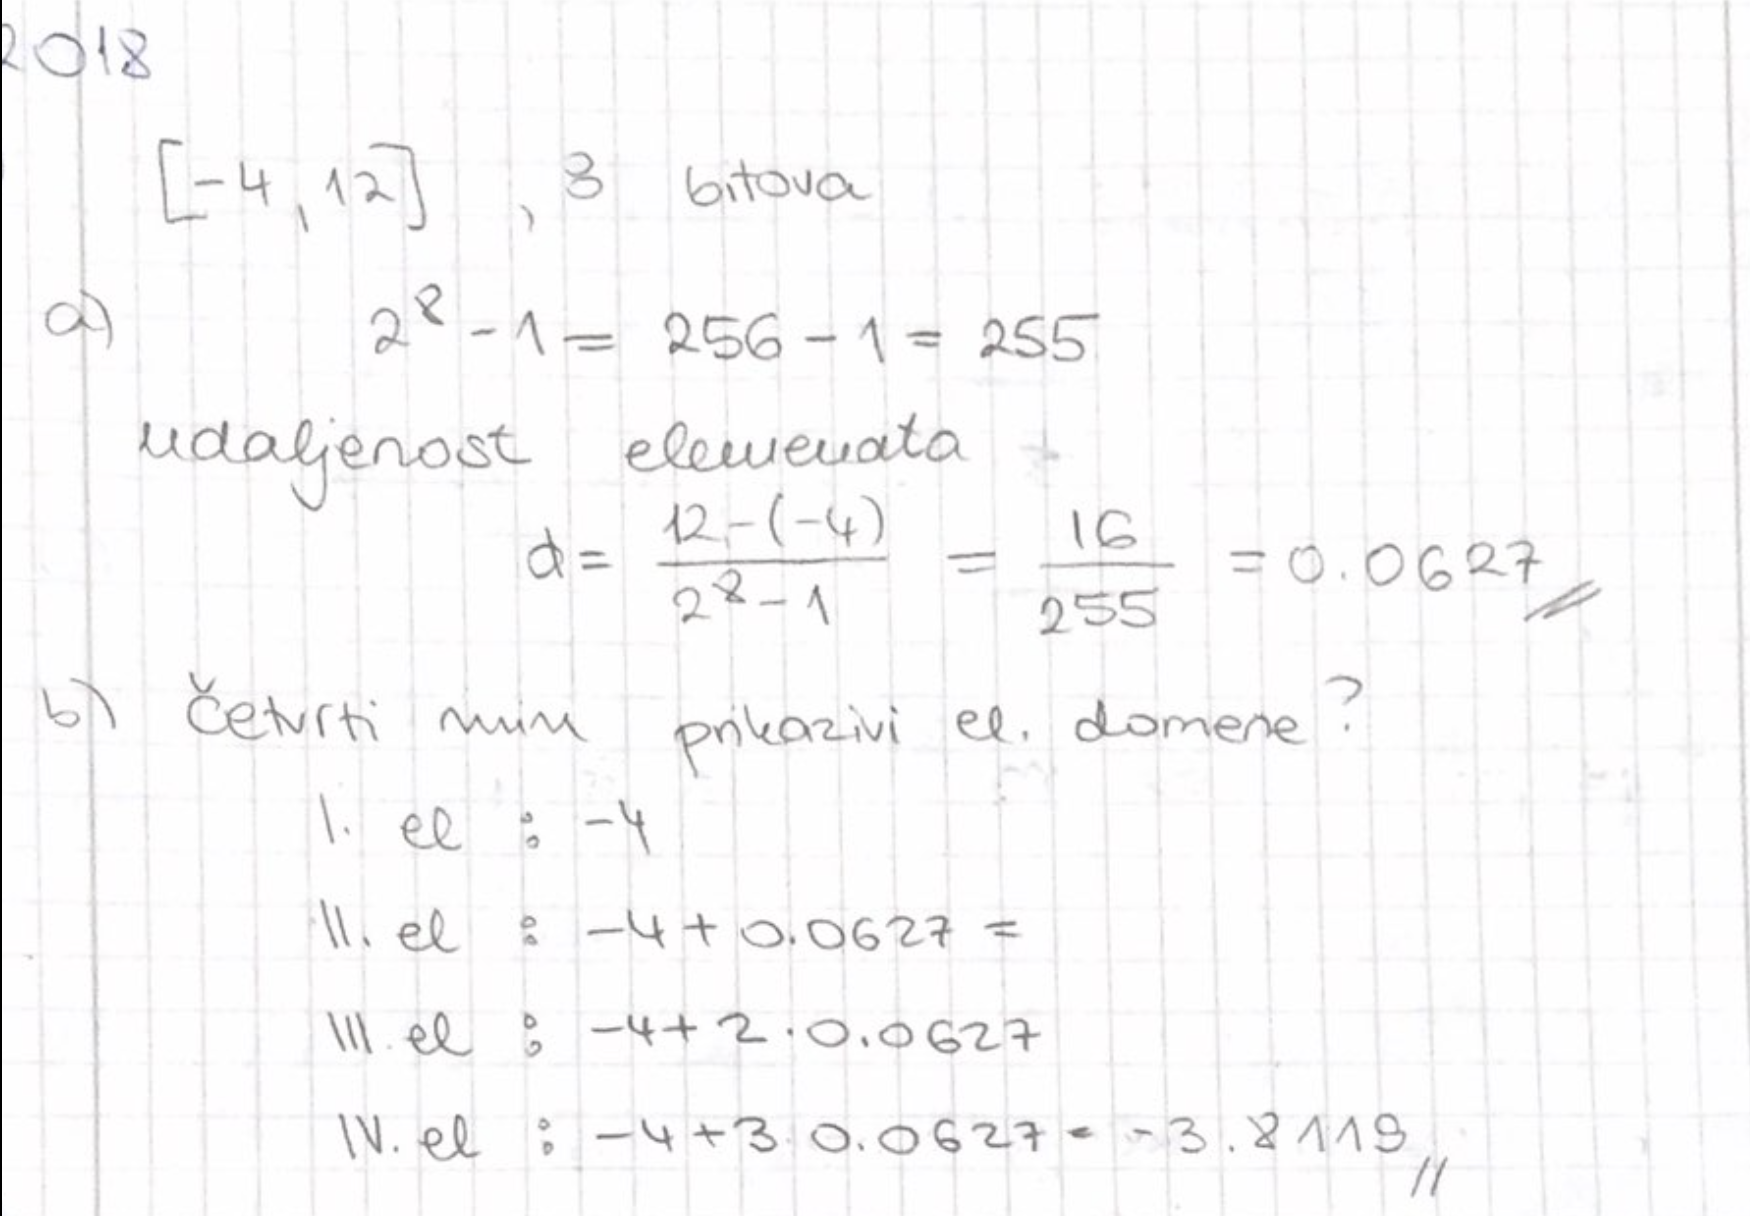 2018
[-4, 12] , 8 bitova
a) 2^8 - 1 = 256 - 1 = 255
udaljenost elemenata
d = \frac{12-(-4)}{2^8-1} = \frac{16}{255} = 0.0627
b) Četvrti min prikazivi el. domene?
I. el : -4
II. el : -4 + 0.0627 =
III. el : -4 + 2 · 0.0627
IV. el : -4 + 3 · 0.0627 = -3.8119